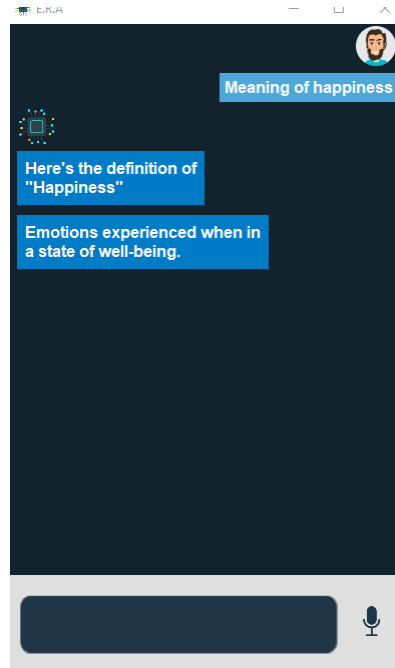 E.R.A
Meaning of happiness
Here's the definition of
"Happiness"
Emotions experienced when in
a state of well-being.